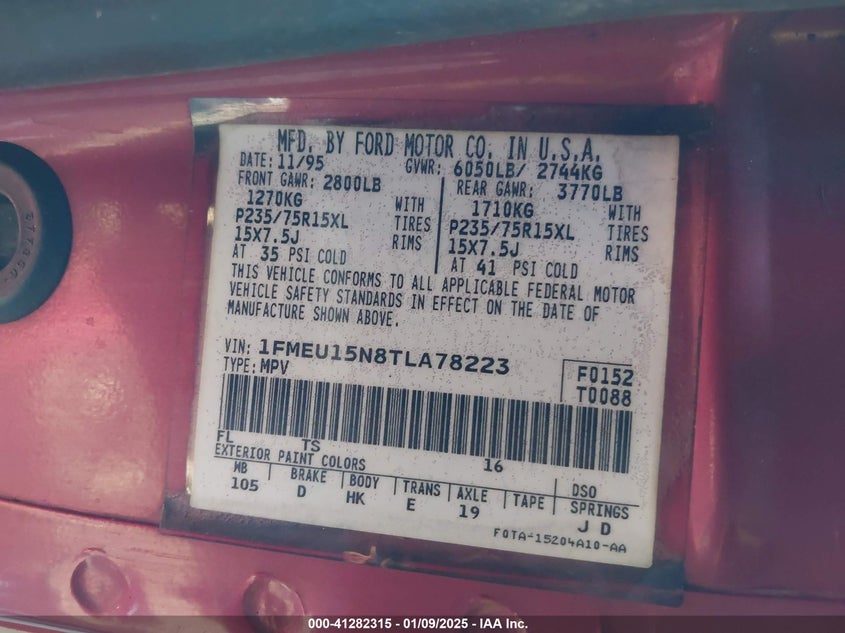 MFD. BY FORD MOTOR CO. IN U.S.A.
DATE: 11/95 GVWR: 6050LB/ 2744KG
FRONT GAWR: 2800LB REAR GAWR: 3770LB
1270KG WITH 1710KG WITH
P235/75R15XL TIRES P235/75R15XL TIRES
15X7.5J RIMS 15X7.5J RIMS
AT 35 PSI COLD AT 41 PSI COLD
THIS VEHICLE CONFORMS TO ALL APPLICABLE FEDERAL MOTOR
VEHICLE SAFETY STANDARDS IN EFFECT ON THE DATE OF
MANUFACTURE SHOWN ABOVE.
VIN: 1FMEU15N8TLA78223 F0152
TYPE: MPV T0088
FL TS
EXTERIOR PAINT COLORS 16 DSO
WB BRAKE BODY TRANS AXLE TAPE SPRINGS
105 D HK E 19 J D
F0TA-15204A10-AA
000-41282315 - 01/09/2025 - IAA Inc.